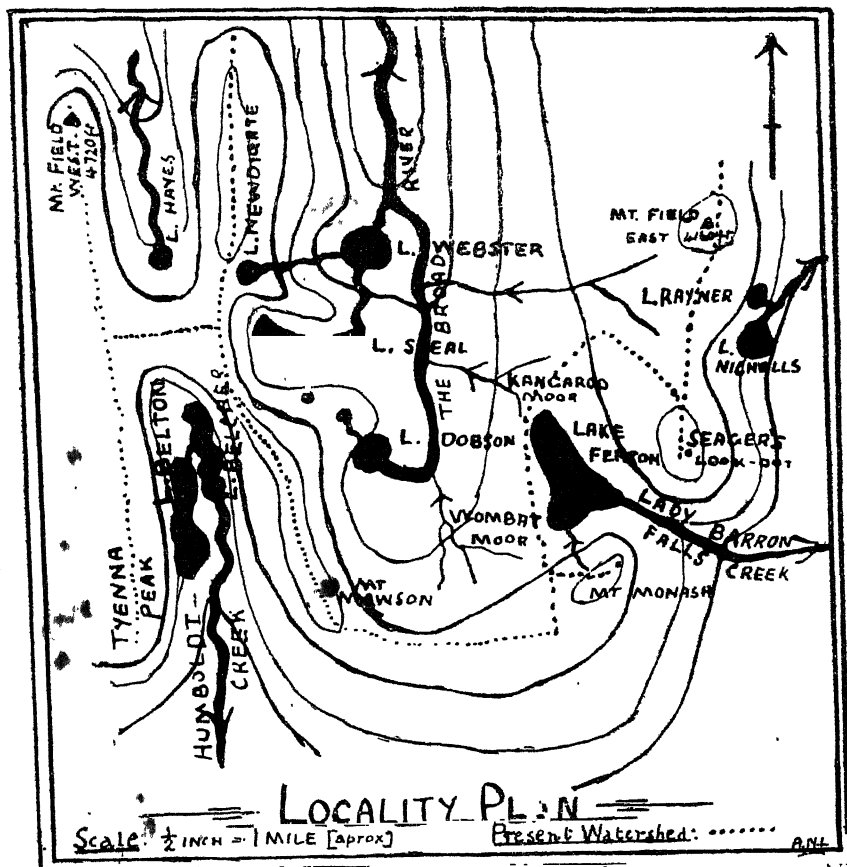 MT. FIELD
WEST.
4720ft
L. HAYES
L. NEWDIGATE
RIVER
L. WEBSTER
THE BROAD
MT. FIELD
EAST
L. RAYNER
L.
NICHOLLS
L. SEAL
KANGAROO
MOOR
L. DOBSON
LAKE
FENTON
SEAGER'S
LOOK-OUT
L. BELTON
L. BELCHER
WOMBAT
MOOR
LADY BARRON
FALLS
CREEK
TYENNA
PEAK
MT
MAWSON
MT MONASH
HUMBOLDT
CREEK
LOCALITY PL N
Scale: ½ INCH = 1 MILE [aprox]
Present Watershed: